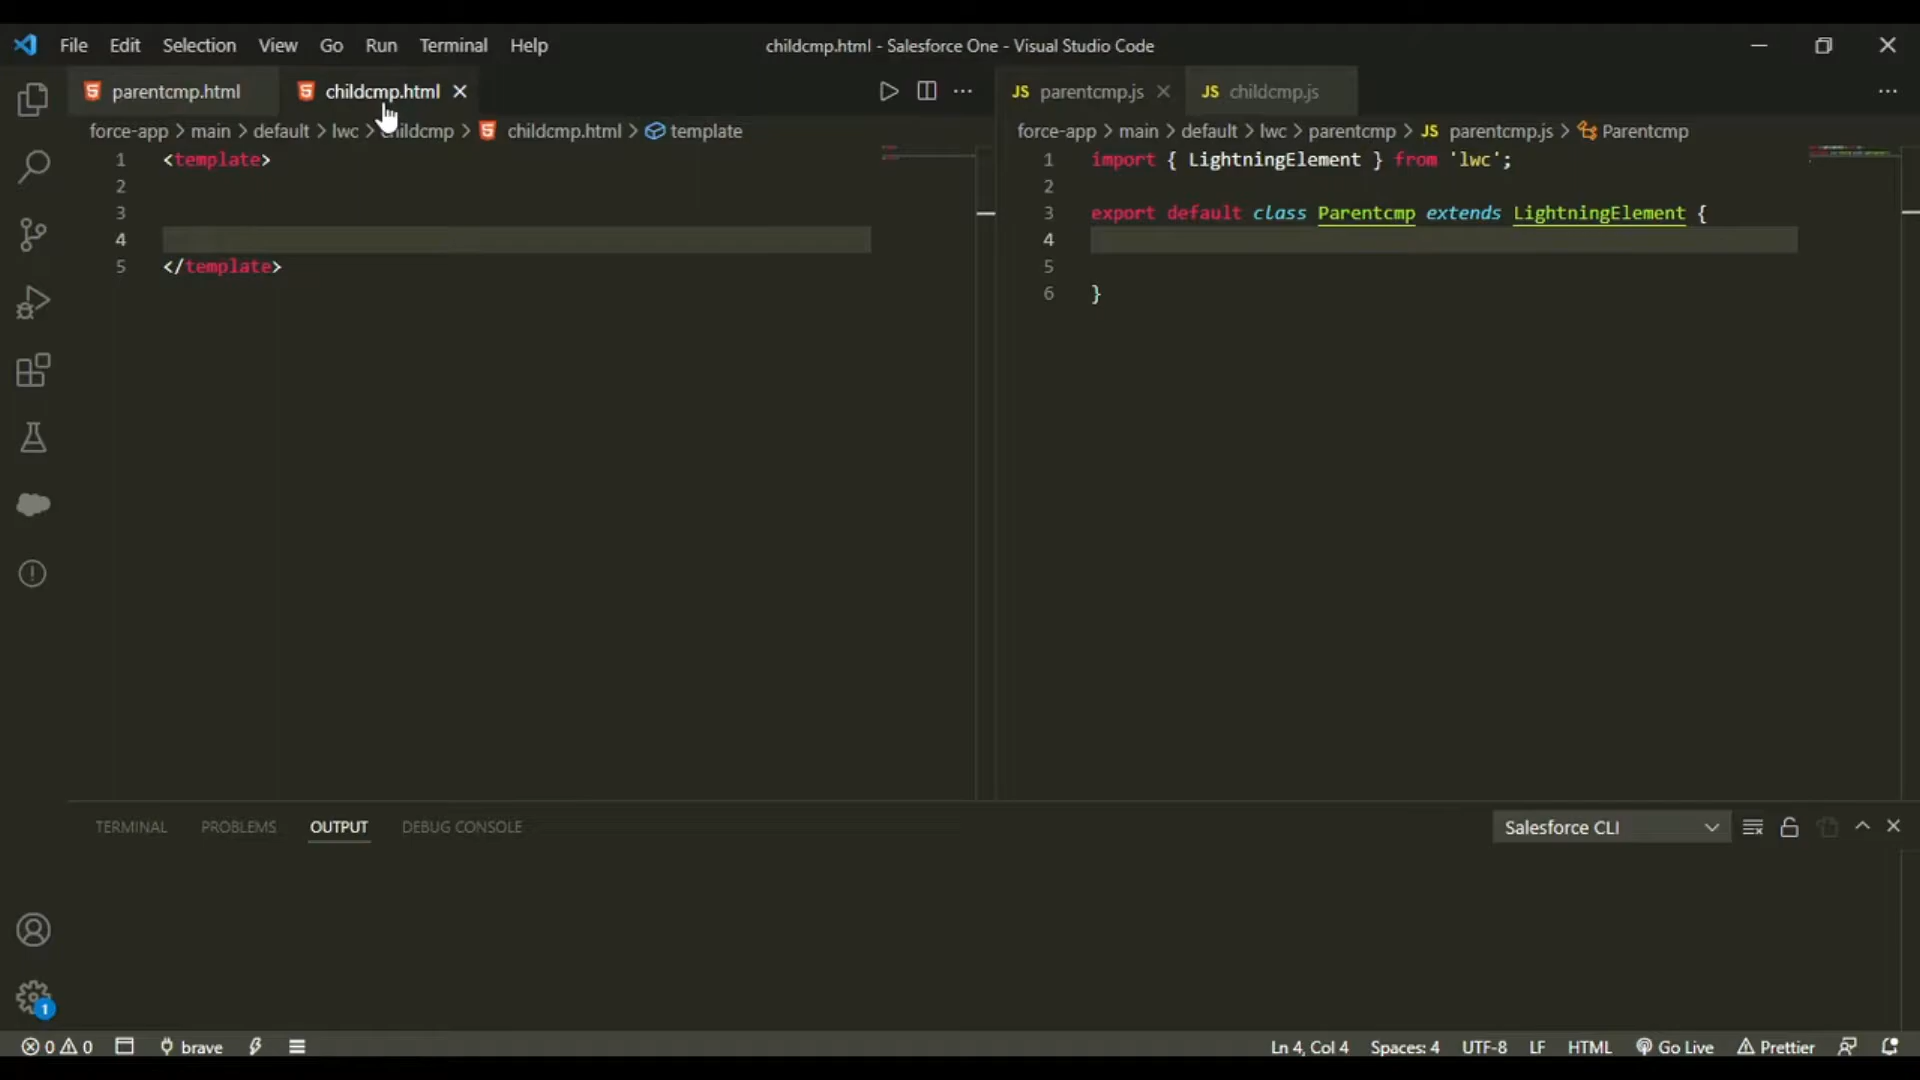 File Edit Selection View Go Run Terminal Help
childcmp.html - Salesforce One - Visual Studio Code
parentcmp.html childcmp.html
force-app > main > default > lwc > childcmp > childcmp.html > template
1 <template>
2
3
4
5 </template>
JS parentcmp.js JS childcmp.js
force-app > main > default > lwc > parentcmp > JS parentcmp.js > Parentcmp
1 import { LightningElement } from 'lwc';
2
3 export default class Parentcmp extends LightningElement {
4
5
6 }
TERMINAL PROBLEMS OUTPUT DEBUG CONSOLE
Salesforce CLI
1
0 0 brave
Ln 4, Col 4 Spaces: 4 UTF-8 LF HTML Go Live Prettier